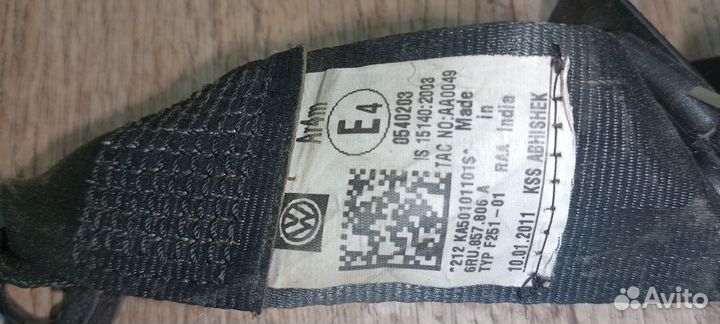 Ar4m
E4
0540203
IS 15140:2003
TAC NO:AA0049
Made in India
RAA
*212 KA50101101S*
6RU.857.806 A
TYP F251-01
10.01.2011 KSS ABHISHEK
Avito